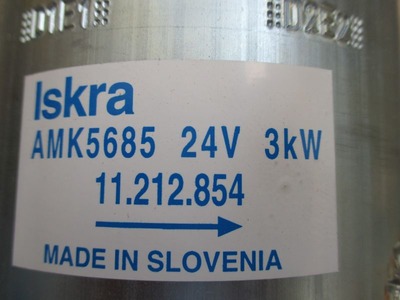 Iskra
AMK5685 24V 3kW
11.212.854
MADE IN SLOVENIA